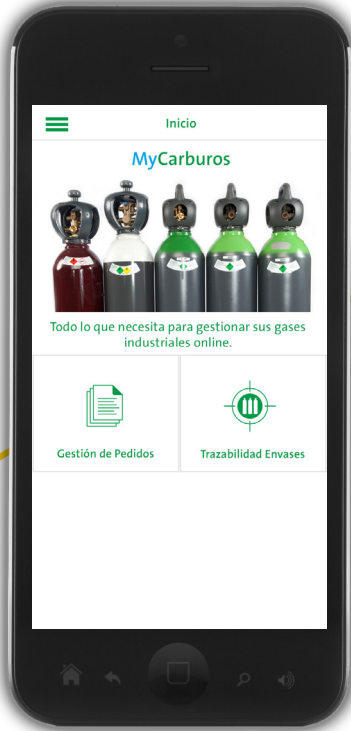 Inicio
MyCarburos
Todo lo que necesita para gestionar sus gases
industriales online.
Gestión de Pedidos
Trazabilidad Envases